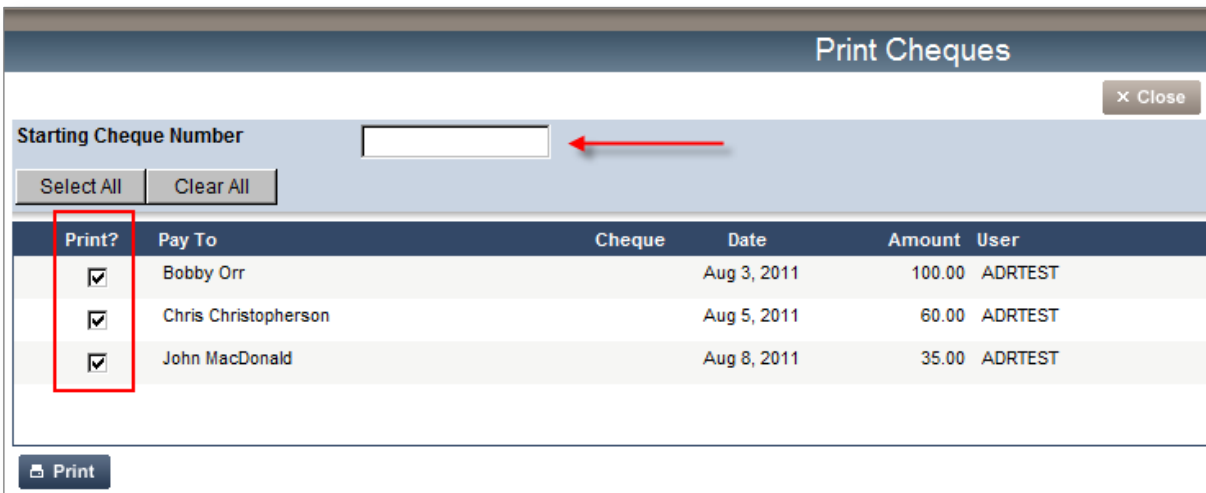 Print Cheques
× Close
Starting Cheque Number
Select All Clear All
Print? Pay To Cheque Date Amount User
Bobby Orr Aug 3, 2011 100.00 ADRTEST
Chris Christopherson Aug 5, 2011 60.00 ADRTEST
John MacDonald Aug 8, 2011 35.00 ADRTEST
Print